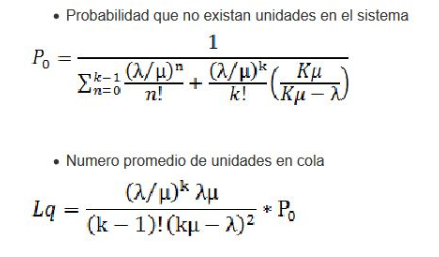 • Probabilidad que no existan unidades en el sistema
P₀ = 1 / (∑ₙ₌₀ᵏ⁻¹ (λ/μ)ⁿ/n! + (λ/μ)ᵏ/k! (Kμ/(Kμ − λ)))
• Numero promedio de unidades en cola
Lq = (λ/μ)ᵏ λμ / ((k − 1)!(kμ − λ)²) * P₀